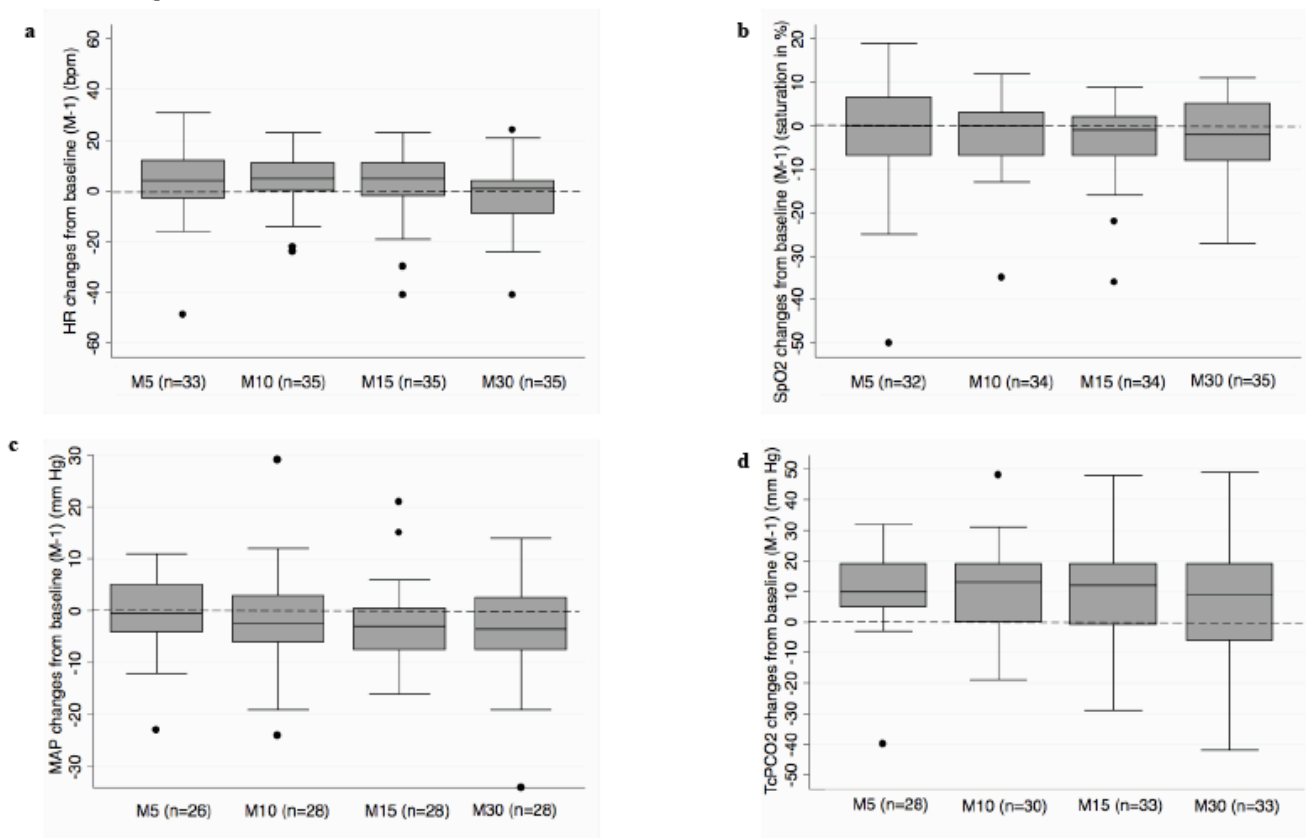 a
HR changes from baseline (M-1) (bpm)
60
40
20
0
-20
-40
-60
M5 (n=33) M10 (n=35) M15 (n=35) M30 (n=35)
b
SpO2 changes from baseline (M-1) (saturation in %)
20
10
0
-10
-20
-30
-40
-50
M5 (n=32) M10 (n=34) M15 (n=34) M30 (n=35)
c
MAP changes from baseline (M-1) (mm Hg)
30
20
10
0
-10
-20
-30
M5 (n=26) M10 (n=28) M15 (n=28) M30 (n=28)
d
TcPCO2 changes from baseline (M-1) (mm Hg)
50
40
30
20
10
0
-10
-20
-30
-40
-50
M5 (n=28) M10 (n=30) M15 (n=33) M30 (n=33)